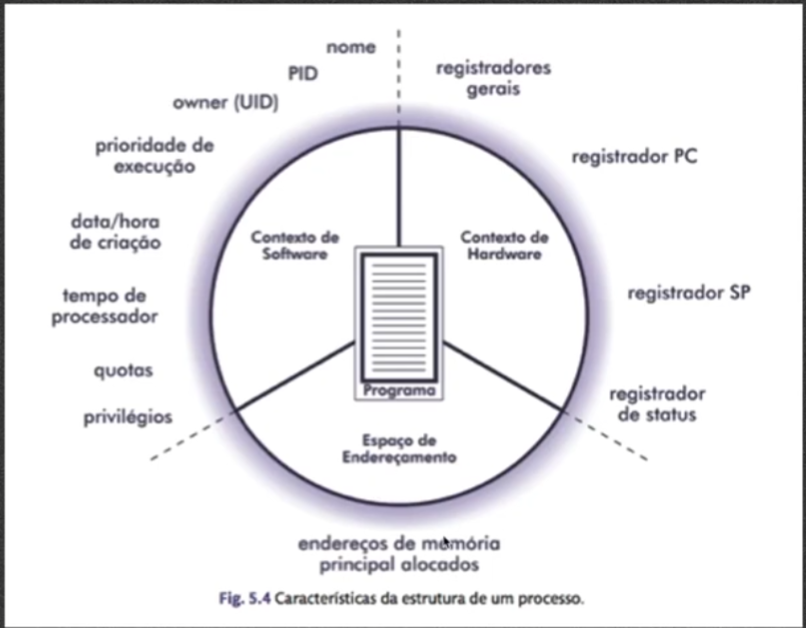 nome
PID
owner (UID)
prioridade de
execução
data/hora
de criação
tempo de
processador
quotas
privilégios
registradores
gerais
registrador PC
registrador SP
registrador
de status
Contexto de
Software
Contexto de
Hardware
Programa
Espaço de
Endereçamento
endereços de memória
principal alocados
Fig. 5.4 Características da estrutura de um processo.